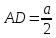 AD = a/2